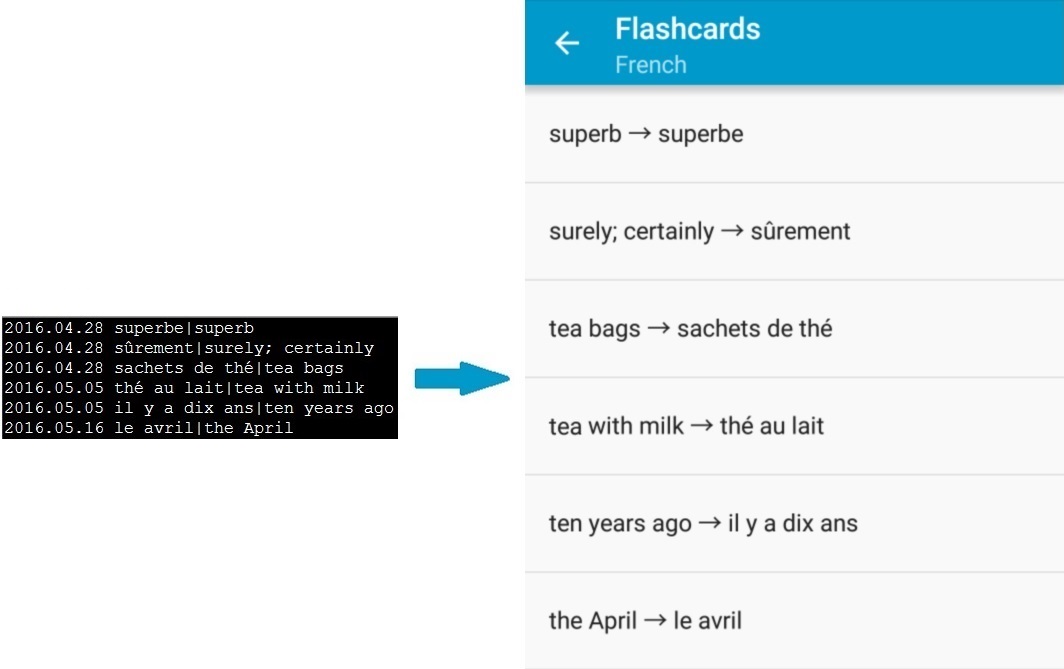 2016.04.28 superbe|superb
2016.04.28 sûrement|surely; certainly
2016.04.28 sachets de thé|tea bags
2016.05.05 thé au lait|tea with milk
2016.05.05 il y a dix ans|ten years ago
2016.05.16 le avril|the April
Flashcards
French
superb → superbe
surely; certainly → sûrement
tea bags → sachets de thé
tea with milk → thé au lait
ten years ago → il y a dix ans
the April → le avril